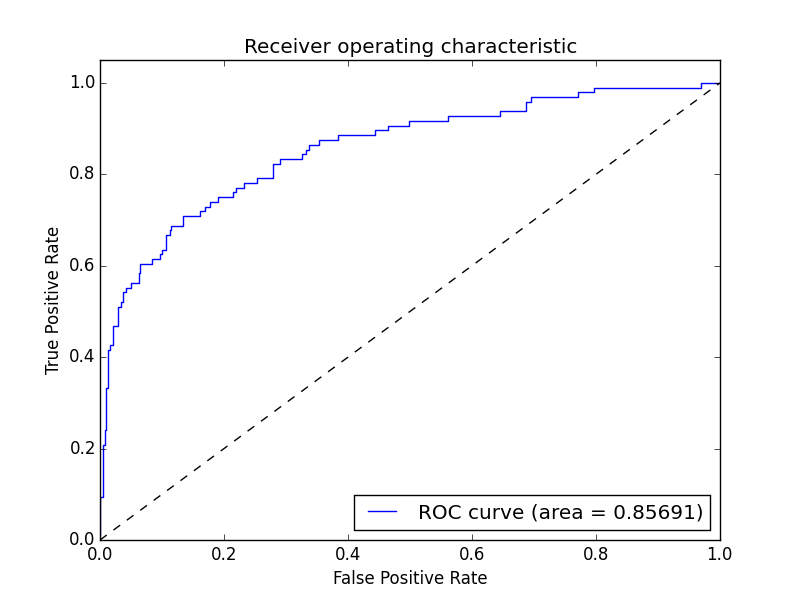 Receiver operating characteristic
True Positive Rate
1.0
0.8
0.6
0.4
0.2
0.0
ROC curve (area = 0.85691)
0.0 0.2 0.4 0.6 0.8 1.0
False Positive Rate